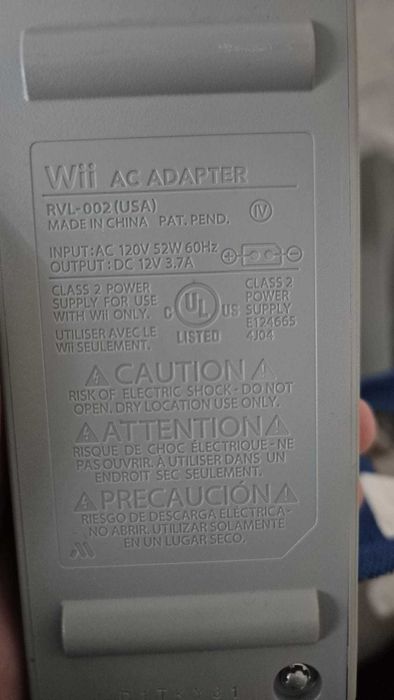 Wii AC ADAPTER
RVL-002(USA)
MADE IN CHINA PAT. PEND. IV
INPUT:AC 120V 52W 60Hz
OUTPUT:DC 12V 3.7A
CLASS 2 POWER
SUPPLY FOR USE
WITH Wii ONLY.
UTILISER AVEC LE
Wii SEULEMENT.
C UL US
LISTED
CLASS 2
POWER
SUPPLY
E124665
4J04
CAUTION
RISK OF ELECTRIC SHOCK-DO NOT
OPEN. DRY LOCATION USE ONLY.
ATTENTION
RISQUE DE CHOC ÉLECTRIQUE-NE
PAS OUVRIR. À UTILISER DANS UN
ENDROIT SEC SEULEMENT.
PRECAUCIÓN
RIESGO DE DESCARGA ELÉCTRICA-
NO ABRIR. UTILIZAR SOLAMENTE
EN UN LUGAR SECO.